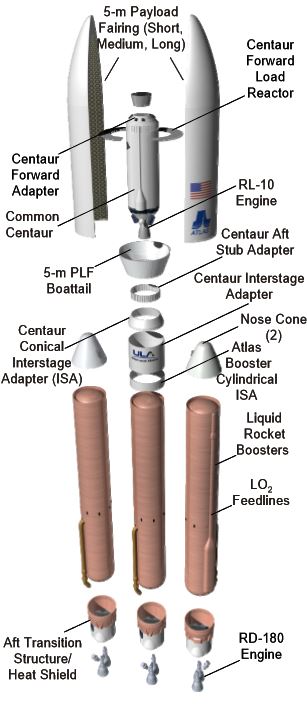 5-m Payload
Fairing (Short,
Medium, Long)
Centaur
Forward
Load
Reactor
Centaur
Forward
Adapter
Common
Centaur
ATLAS
RL-10
Engine
Centaur Aft
Stub Adapter
5-m PLF
Boattail
Centaur Interstage
Adapter
Nose Cone
(2)
Centaur
Conical
Interstage
Adapter (ISA)
ULA
Atlas
Booster
Cylindrical
ISA
Liquid
Rocket
Boosters
LO₂
Feedlines
Aft Transition
Structure/
Heat Shield
RD-180
Engine